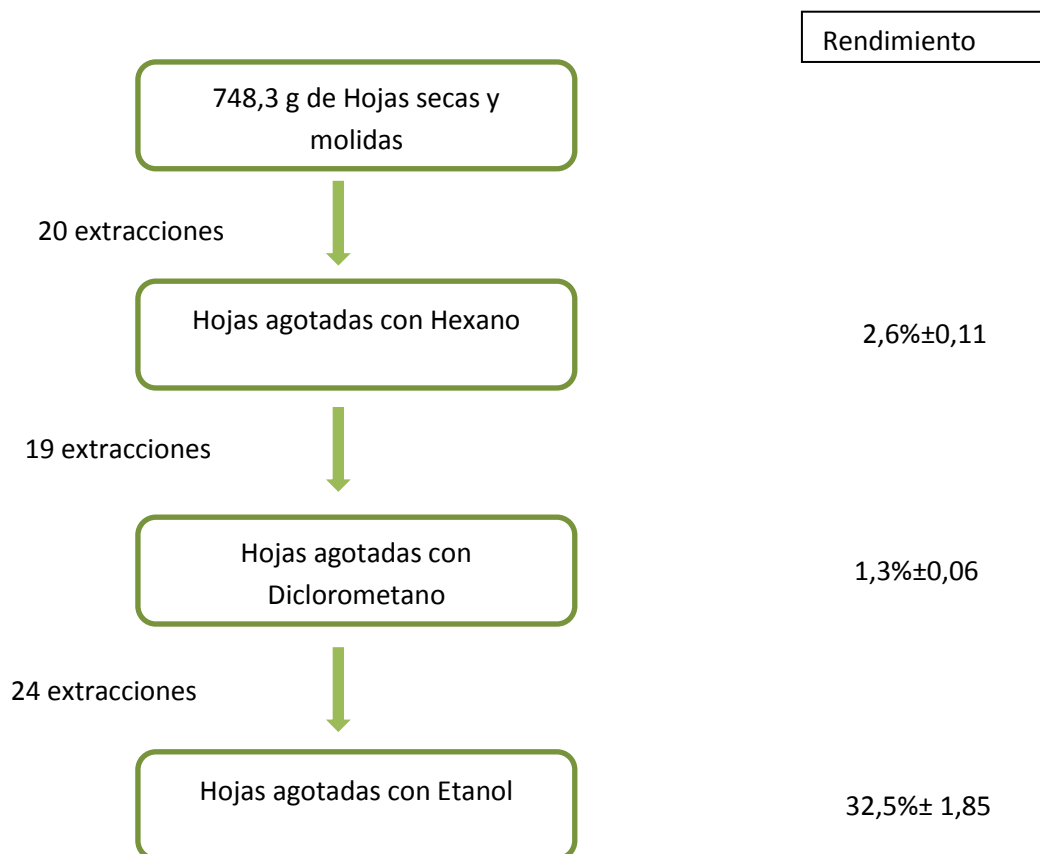 Rendimiento
748,3 g de Hojas secas y
molidas
20 extracciones
Hojas agotadas con Hexano
2,6%±0,11
19 extracciones
Hojas agotadas con
Diclorometano
1,3%±0,06
24 extracciones
Hojas agotadas con Etanol
32,5%± 1,85